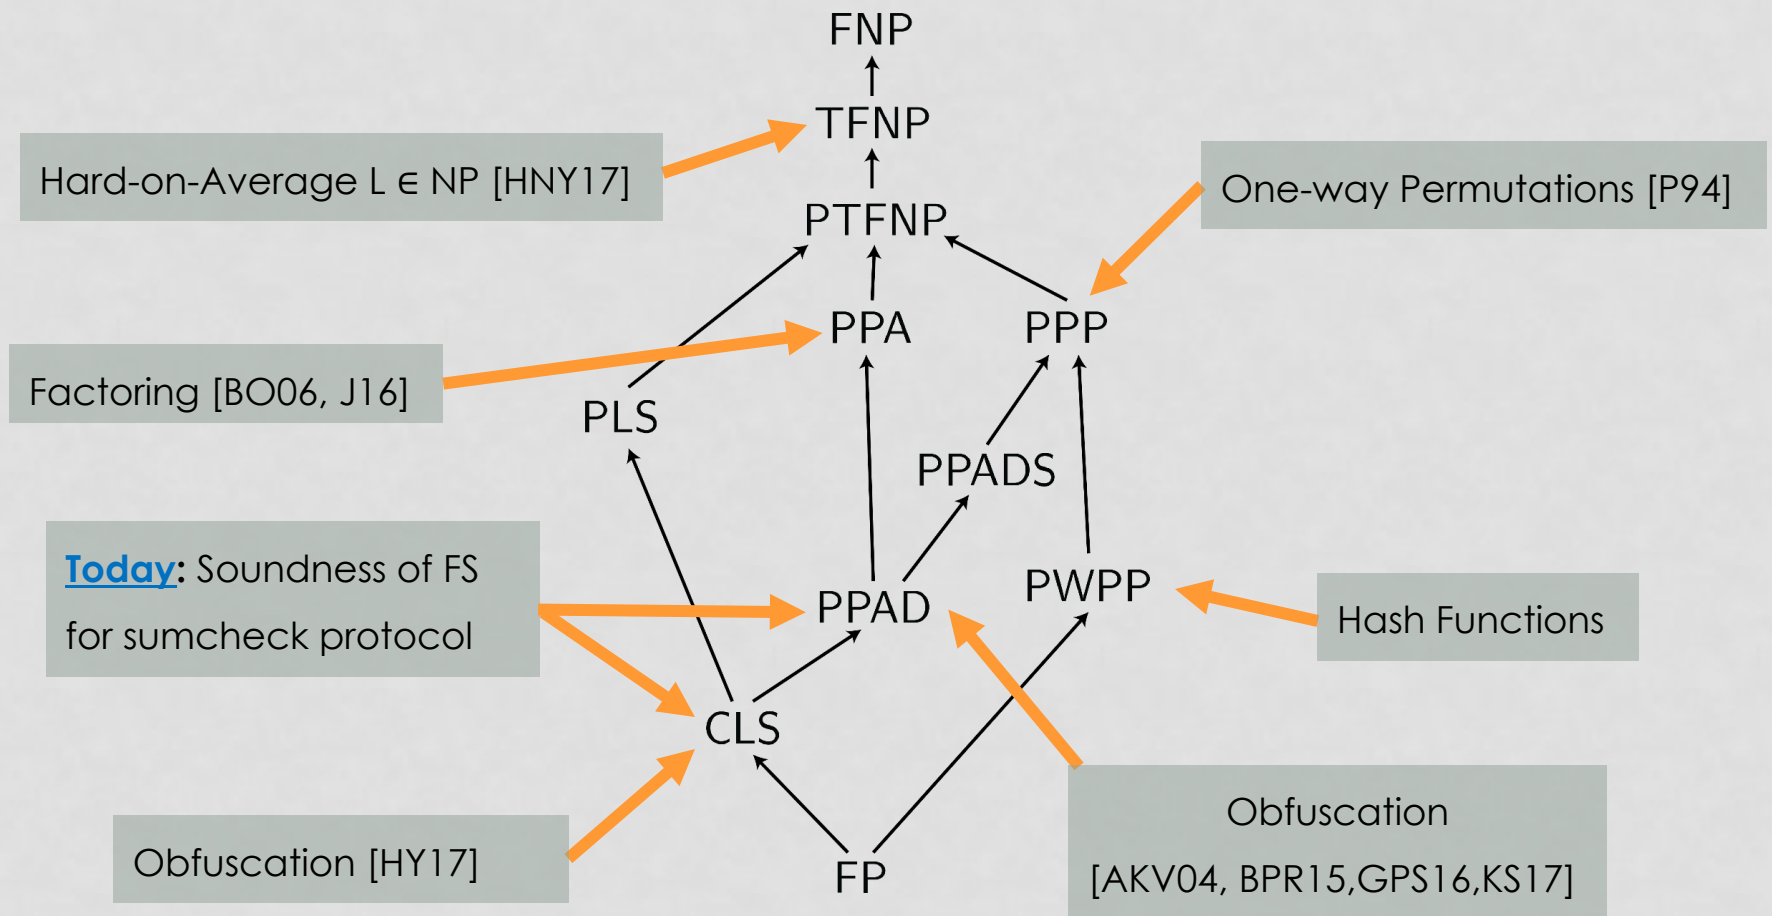 FNP
TFNP
Hard-on-Average L ∈ NP [HNY17]
One-way Permutations [P94]
PTFNP
PPA
PPP
Factoring [BO06, J16]
PLS
PPADS
Today: Soundness of FS
for sumcheck protocol
PPAD
PWPP
Hash Functions
CLS
Obfuscation [HY17]
FP
Obfuscation
[AKV04, BPR15,GPS16,KS17]